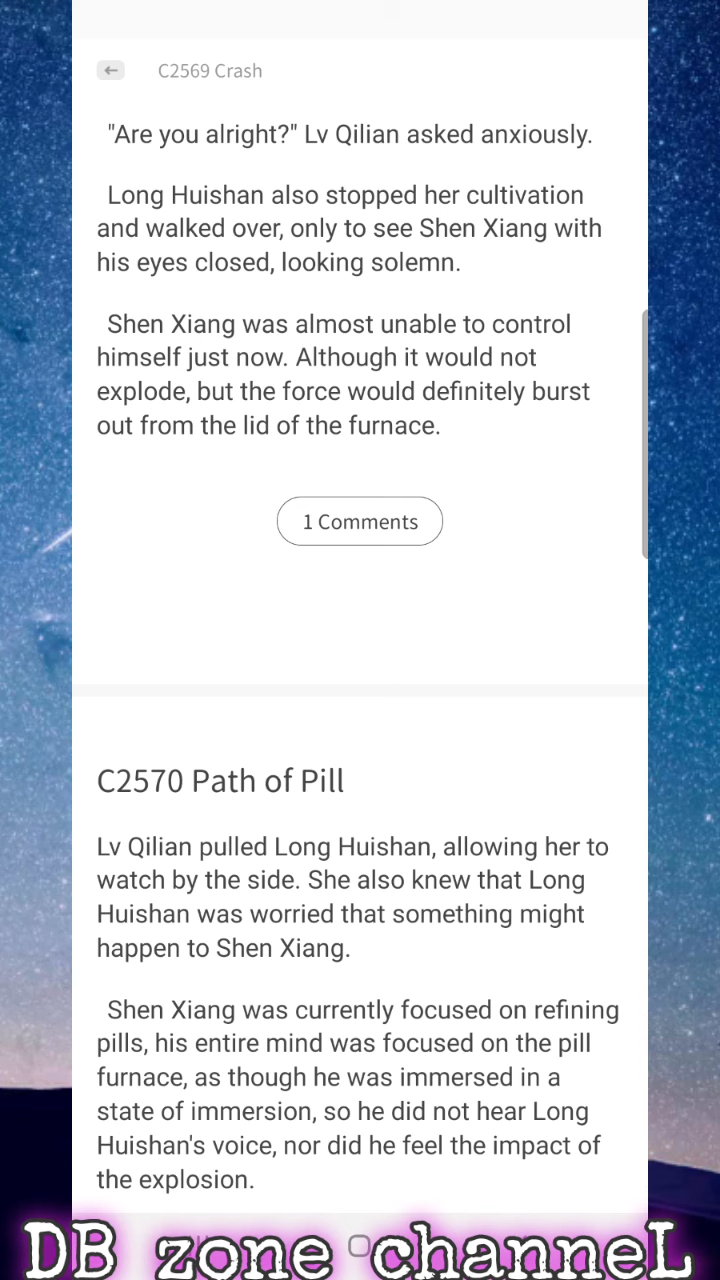 C2569 Crash
"Are you alright?" Lv Qilian asked anxiously.
Long Huishan also stopped her cultivation
and walked over, only to see Shen Xiang with
his eyes closed, looking solemn.
Shen Xiang was almost unable to control
himself just now. Although it would not
explode, but the force would definitely burst
out from the lid of the furnace.
1 Comments
C2570 Path of Pill
Lv Qilian pulled Long Huishan, allowing her to
watch by the side. She also knew that Long
Huishan was worried that something might
happen to Shen Xiang.
Shen Xiang was currently focused on refining
pills, his entire mind was focused on the pill
furnace, as though he was immersed in a
state of immersion, so he did not hear Long
Huishan's voice, nor did he feel the impact of
the explosion.
DB zone channeL